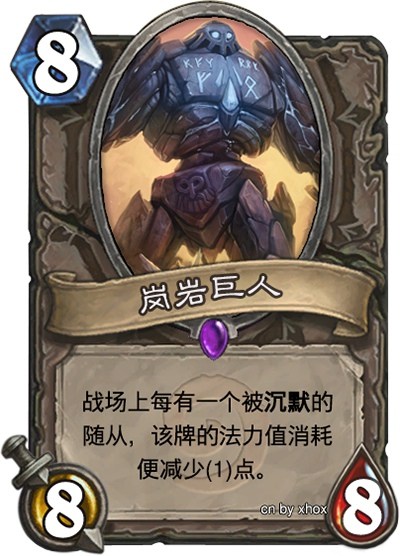 8
岗岩巨人
战场上每有一个被沉默的
随从，该牌的法力值消耗
便减少(1)点。
cn by xhox
8
8